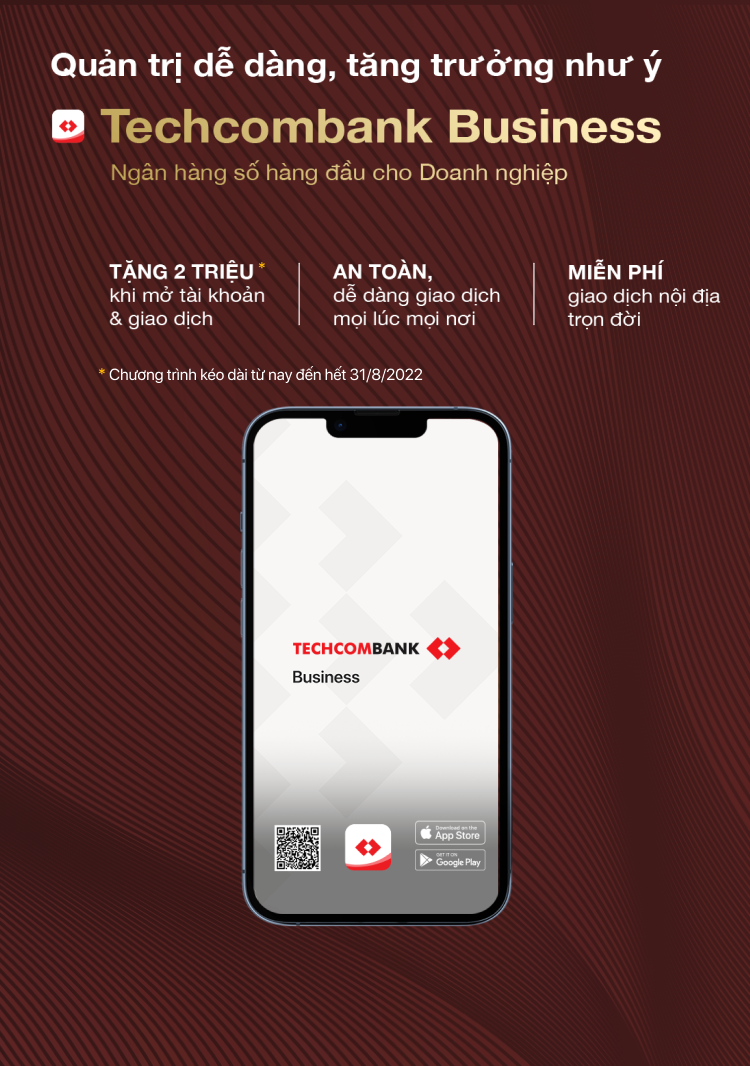 Quản trị dễ dàng, tăng trưởng như ý
Techcombank Business
Ngân hàng số hàng đầu cho Doanh nghiệp
TẶNG 2 TRIỆU *
khi mở tài khoản
& giao dịch
AN TOÀN,
dễ dàng giao dịch
mọi lúc mọi nơi
MIỄN PHÍ
giao dịch nội địa
trọn đời
* Chương trình kéo dài từ nay đến hết 31/8/2022
TECHCOMBANK
Business
Download on the
App Store
GET IT ON
Google Play